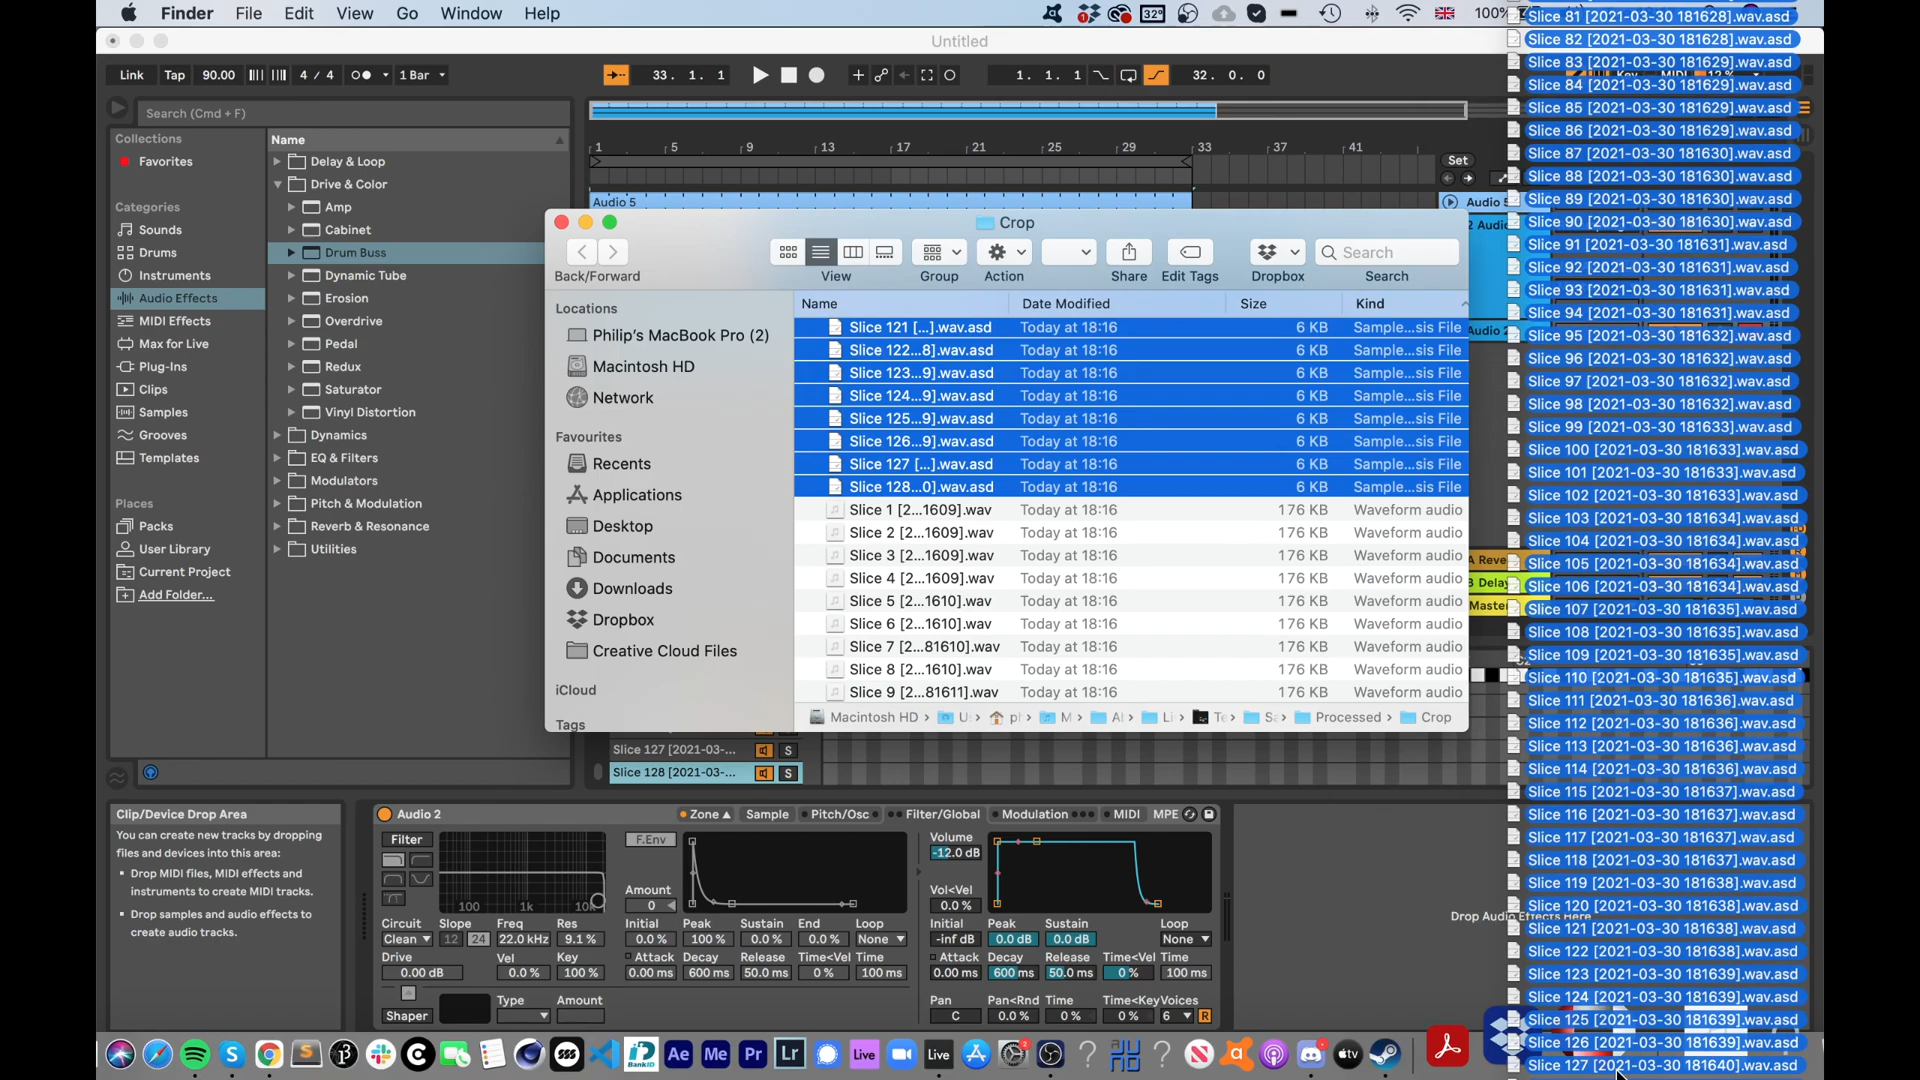 Finder File Edit View Go Window Help
32° 100%
Untitled
Link Tap 90.00 4 / 4 1 Bar
33. 1. 1
1. 1. 1
32. 0. 0
Search (Cmd + F)
Collections
Favorites
Categories
Sounds
Drums
Instruments
Audio Effects
MIDI Effects
Max for Live
Plug-Ins
Clips
Samples
Grooves
Templates
Places
Packs
User Library
Current Project
Add Folder...
Name
Delay & Loop
Drive & Color
Amp
Cabinet
Drum Buss
Dynamic Tube
Erosion
Overdrive
Pedal
Redux
Saturator
Vinyl Distortion
Dynamics
EQ & Filters
Modulators
Pitch & Modulation
Reverb & Resonance
Utilities
1 5 9 13 17 21 25 29 33 37 41
Set
Audio 5
Crop
Back/Forward
View
Group
Action
Share
Edit Tags
Dropbox
Search
Search
Locations
Philip's MacBook Pro (2)
Macintosh HD
Network
Favourites
Recents
Applications
Desktop
Documents
Downloads
Dropbox
Creative Cloud Files
iCloud
Tags
Name Date Modified Size Kind
Slice 121 [...].wav.asd Today at 18:16 6 KB Sample...sis File
Slice 122...8].wav.asd Today at 18:16 6 KB Sample...sis File
Slice 123...9].wav.asd Today at 18:16 6 KB Sample...sis File
Slice 124...9].wav.asd Today at 18:16 6 KB Sample...sis File
Slice 125...9].wav.asd Today at 18:16 6 KB Sample...sis File
Slice 126...9].wav.asd Today at 18:16 6 KB Sample...sis File
Slice 127 [...].wav.asd Today at 18:16 6 KB Sample...sis File
Slice 128...0].wav.asd Today at 18:16 6 KB Sample...sis File
Slice 1 [2...1609].wav Today at 18:16 176 KB Waveform audio
Slice 2 [2...1609].wav Today at 18:16 176 KB Waveform audio
Slice 3 [2...1609].wav Today at 18:16 176 KB Waveform audio
Slice 4 [2...1609].wav Today at 18:16 176 KB Waveform audio
Slice 5 [2...1610].wav Today at 18:16 176 KB Waveform audio
Slice 6 [2...1610].wav Today at 18:16 176 KB Waveform audio
Slice 7 [2...81610].wav Today at 18:16 176 KB Waveform audio
Slice 8 [2...1610].wav Today at 18:16 176 KB Waveform audio
Slice 9 [2...81611].wav Today at 18:16 176 KB Waveform audio
Macintosh HD › U › pl › M › Al › Li › Te › Sa › Processed › Crop
Audio 5
2 Audio
Audio 2
A Reve
B Delay
Master
Slice 127 [2021-03-... S
Slice 128 [2021-03-... S
Slice 81 [2021-03-30 181628].wav.asd
Slice 82 [2021-03-30 181628].wav.asd
Slice 83 [2021-03-30 181629].wav.asd
Slice 84 [2021-03-30 181629].wav.asd
Slice 85 [2021-03-30 181629].wav.asd
Slice 86 [2021-03-30 181629].wav.asd
Slice 87 [2021-03-30 181630].wav.asd
Slice 88 [2021-03-30 181630].wav.asd
Slice 89 [2021-03-30 181630].wav.asd
Slice 90 [2021-03-30 181630].wav.asd
Slice 91 [2021-03-30 181631].wav.asd
Slice 92 [2021-03-30 181631].wav.asd
Slice 93 [2021-03-30 181631].wav.asd
Slice 94 [2021-03-30 181631].wav.asd
Slice 95 [2021-03-30 181632].wav.asd
Slice 96 [2021-03-30 181632].wav.asd
Slice 97 [2021-03-30 181632].wav.asd
Slice 98 [2021-03-30 181632].wav.asd
Slice 99 [2021-03-30 181633].wav.asd
Slice 100 [2021-03-30 181633].wav.asd
Slice 101 [2021-03-30 181633].wav.asd
Slice 102 [2021-03-30 181633].wav.asd
Slice 103 [2021-03-30 181634].wav.asd
Slice 104 [2021-03-30 181634].wav.asd
Slice 105 [2021-03-30 181634].wav.asd
Slice 106 [2021-03-30 181634].wav.asd
Slice 107 [2021-03-30 181635].wav.asd
Slice 108 [2021-03-30 181635].wav.asd
Slice 109 [2021-03-30 181635].wav.asd
Slice 110 [2021-03-30 181635].wav.asd
Slice 111 [2021-03-30 181636].wav.asd
Slice 112 [2021-03-30 181636].wav.asd
Slice 113 [2021-03-30 181636].wav.asd
Slice 114 [2021-03-30 181636].wav.asd
Slice 115 [2021-03-30 181637].wav.asd
Slice 116 [2021-03-30 181637].wav.asd
Slice 117 [2021-03-30 181637].wav.asd
Slice 118 [2021-03-30 181637].wav.asd
Slice 119 [2021-03-30 181638].wav.asd
Slice 120 [2021-03-30 181638].wav.asd
Slice 121 [2021-03-30 181638].wav.asd
Slice 122 [2021-03-30 181638].wav.asd
Slice 123 [2021-03-30 181639].wav.asd
Slice 124 [2021-03-30 181639].wav.asd
Slice 125 [2021-03-30 181639].wav.asd
Slice 126 [2021-03-30 181639].wav.asd
Slice 127 [2021-03-30 181640].wav.asd
Clip/Device Drop Area
You can create new tracks by dropping
files and devices into this area:
Drop MIDI files, MIDI effects and
instruments to create MIDI tracks.
Drop samples and audio effects to
create audio tracks.
Audio 2 Zone Sample Pitch/Osc Filter/Global Modulation MIDI MPE
Filter
100 1k 10k
Circuit Slope Freq Res
Clean 12 24 22.0 kHz 9.1 %
Drive Vel Key
0.00 dB 0.0 % 100 %
Type Amount
Shaper
F.Env
Amount
0
Initial Peak Sustain End Loop
0.0 % 100 % 0.0 % 0.0 % None
Attack Decay Release Time<Vel Time
0.00 ms 600 ms 50.0 ms 0 % 100 ms
Volume
-12.0 dB
Vol<Vel
0.0 %
Initial Peak Sustain Loop
-inf dB 0.0 dB 0.0 dB None
Attack Decay Release Time<Vel Time
0.00 ms 600 ms 50.0 ms 0 % 100 ms
Pan Pan<Rnd Time Time<Key Voices
C 0.0 % 0 % 0 % 6 R
Drop Audio Effects Here
Ae Me Pr Lr Live Live tv